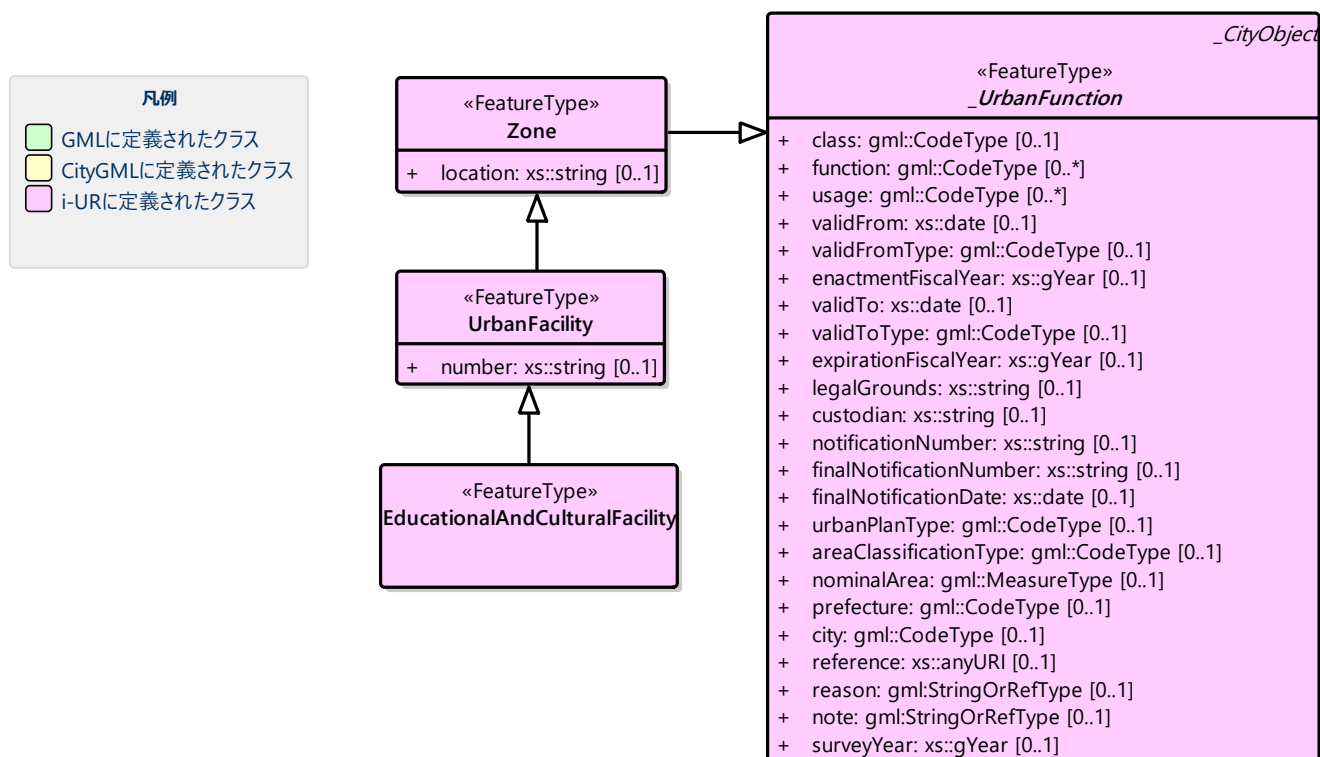 凡例
GMLに定義されたクラス
CityGMLに定義されたクラス
i-URに定義されたクラス
«FeatureType»
Zone
+ location: xs::string [0..1]
«FeatureType»
UrbanFacility
+ number: xs::string [0..1]
«FeatureType»
EducationalAndCulturalFacility
_CityObject
«FeatureType»
_UrbanFunction
+ class: gml::CodeType [0..1]
+ function: gml::CodeType [0..*]
+ usage: gml::CodeType [0..*]
+ validFrom: xs::date [0..1]
+ validFromType: gml::CodeType [0..1]
+ enactmentFiscalYear: xs::gYear [0..1]
+ validTo: xs::date [0..1]
+ validToType: gml::CodeType [0..1]
+ expirationFiscalYear: xs::gYear [0..1]
+ legalGrounds: xs::string [0..1]
+ custodian: xs::string [0..1]
+ notificationNumber: xs::string [0..1]
+ finalNotificationNumber: xs::string [0..1]
+ finalNotificationDate: xs::date [0..1]
+ urbanPlanType: gml::CodeType [0..1]
+ areaClassificationType: gml::CodeType [0..1]
+ nominalArea: gml::MeasureType [0..1]
+ prefecture: gml::CodeType [0..1]
+ city: gml::CodeType [0..1]
+ reference: xs::anyURI [0..1]
+ reason: gml:StringOrRefType [0..1]
+ note: gml:StringOrRefType [0..1]
+ surveyYear: xs::gYear [0..1]